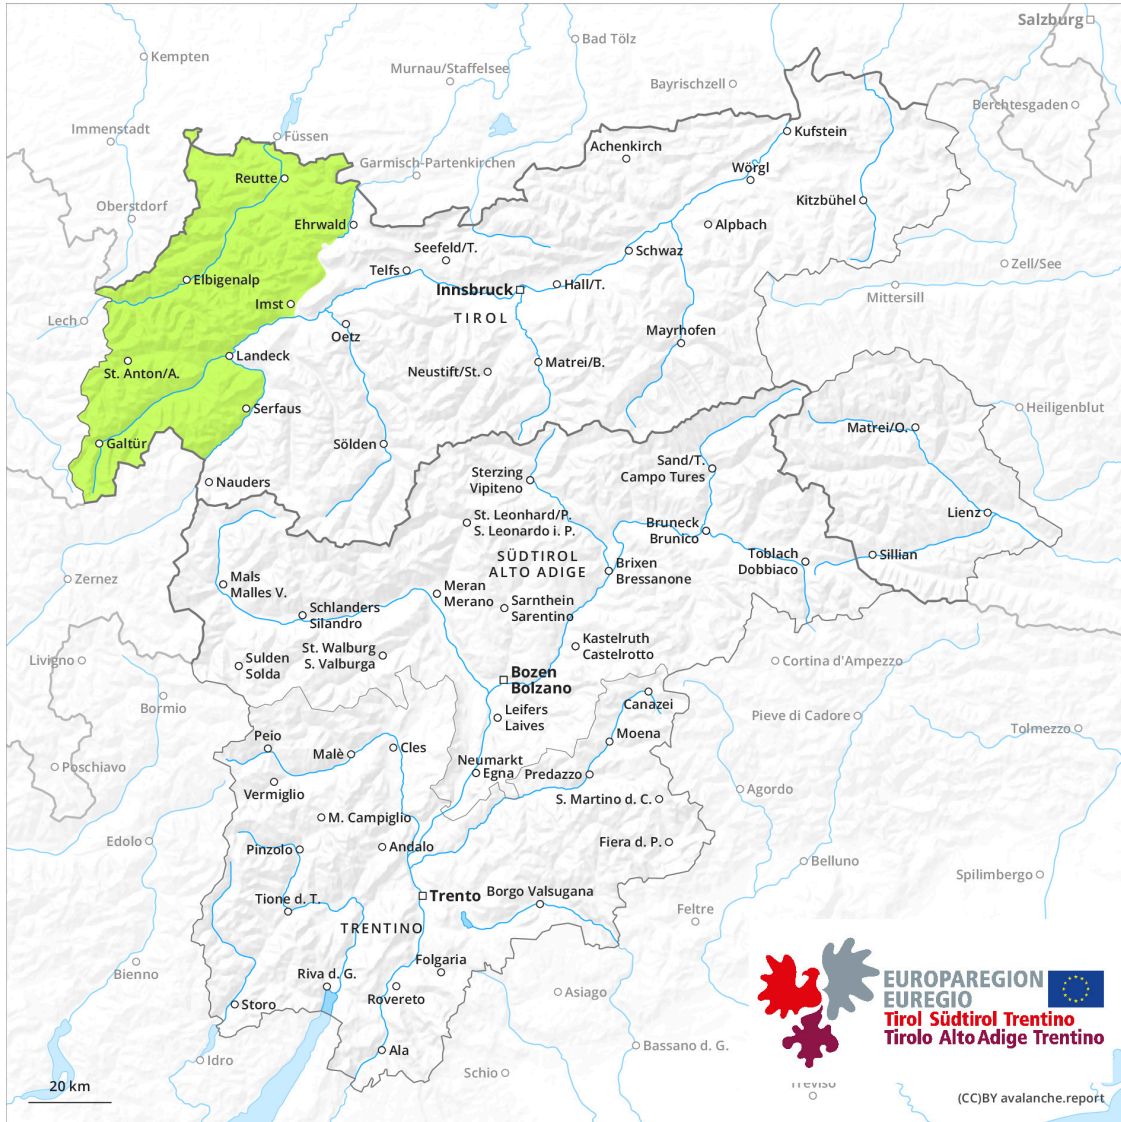 Salzburg
Kempten
Bad Tölz
Murnau/Staffelsee
Bayrischzell
Berchtesgaden
Immenstadt
Füssen
Kufstein
Achenkirch
Garmisch-Partenkirchen
Wörgl
Reutte
Kitzbühel
Oberstdorf
Ehrwald
Alpbach
Seefeld/T.
Schwaz
Zell/See
Telfs
Elbigenalp
Innsbruck
Hall/T.
Mittersill
Imst
Lech
TIROL
Oetz
Mayrhofen
Landeck
St. Anton/A.
Neustift/St.
Matrei/B.
Serfaus
Heiligenblut
Matrei/O.
Galtür
Sölden
Sand/T.
Campo Tures
Sterzing
Vipiteno
Nauders
Lienz
St. Leonhard/P.
S. Leonardo i. P.
Bruneck
Brunico
SÜDTIROL
ALTO ADIGE
Toblach
Dobbiaco
Sillian
Brixen
Bressanone
Zernez
Mals
Malles V.
Meran
Merano
Sarnthein
Sarentino
Schlanders
Silandro
Kastelruth
Castelrotto
St. Walburg
S. Valburga
Livigno
Sulden
Solda
Cortina d'Ampezzo
Bozen
Bolzano
Bormio
Canazei
Leifers
Laives
Pieve di Cadore
Tolmezzo
Peio
Moena
Malè
Cles
Neumarkt
Egna
Predazzo
Poschiavo
Vermiglio
Agordo
S. Martino d. C.
M. Campiglio
Edolo
Pinzolo
Andalo
Fiera d. P.
Belluno
Spilimbergo
Trento
Borgo Valsugana
Tione d. T.
Feltre
TRENTINO
Folgaria
Bienno
Riva d. G.
Rovereto
Asiago
Storo
EUROPAREGION
EUREGIO
Tirol Südtirol Trentino
Tirolo Alto Adige Trentino
Ala
Idro
Bassano d. G.
Schio
Treviso
20 km
(CC)BY avalanche.report